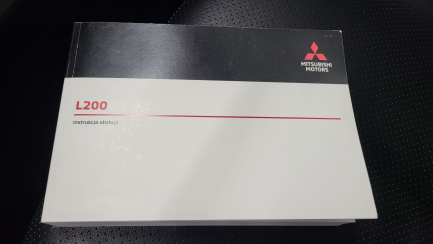 MITSUBISHI
MOTORS
L200
Instrukcja obsługi